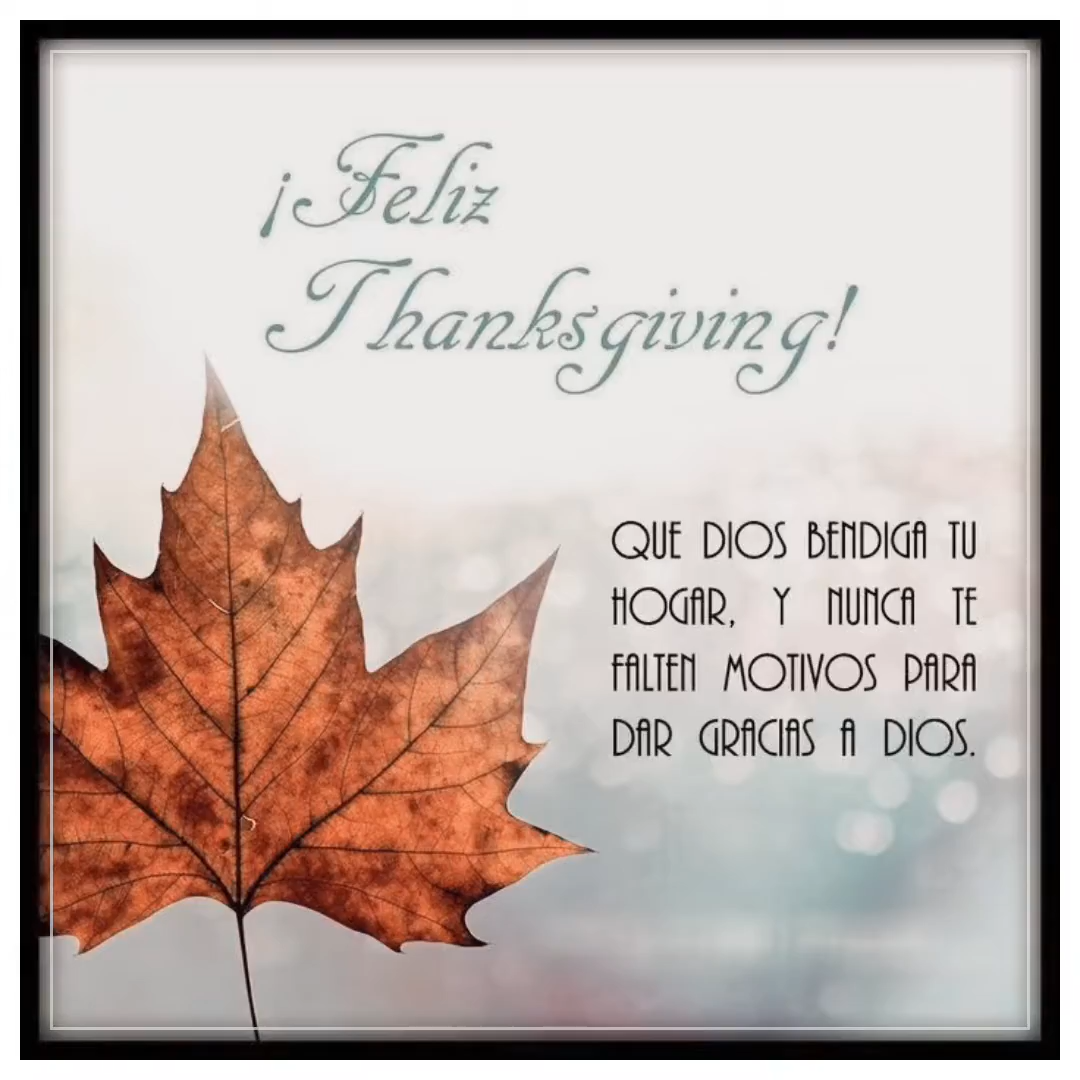 ¡Feliz
Thanksgiving!
QUE DIOS BENDIGA TU
HOGAR, Y NUNCA TE
FALTEN MOTIVOS PARA
DAR GRACIAS A DIOS.